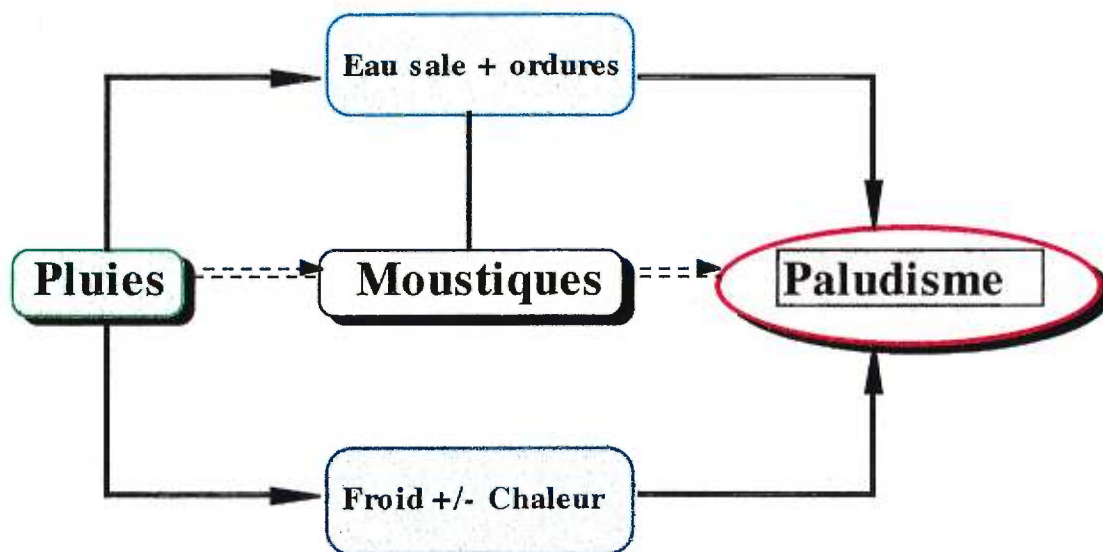 Eau sale + ordures
Pluies
Moustiques
Paludisme
Froid +/- Chaleur